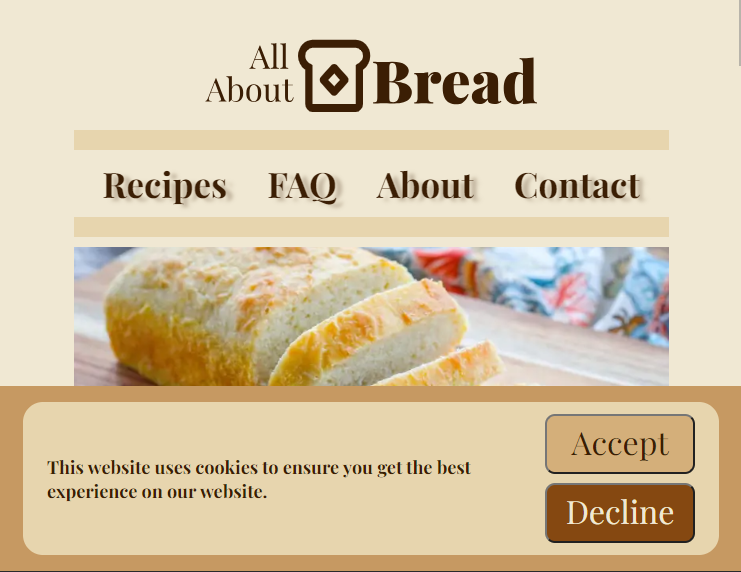 All
About
Bread
Recipes FAQ About Contact
This website uses cookies to ensure you get the best
experience on our website.
Accept
Decline